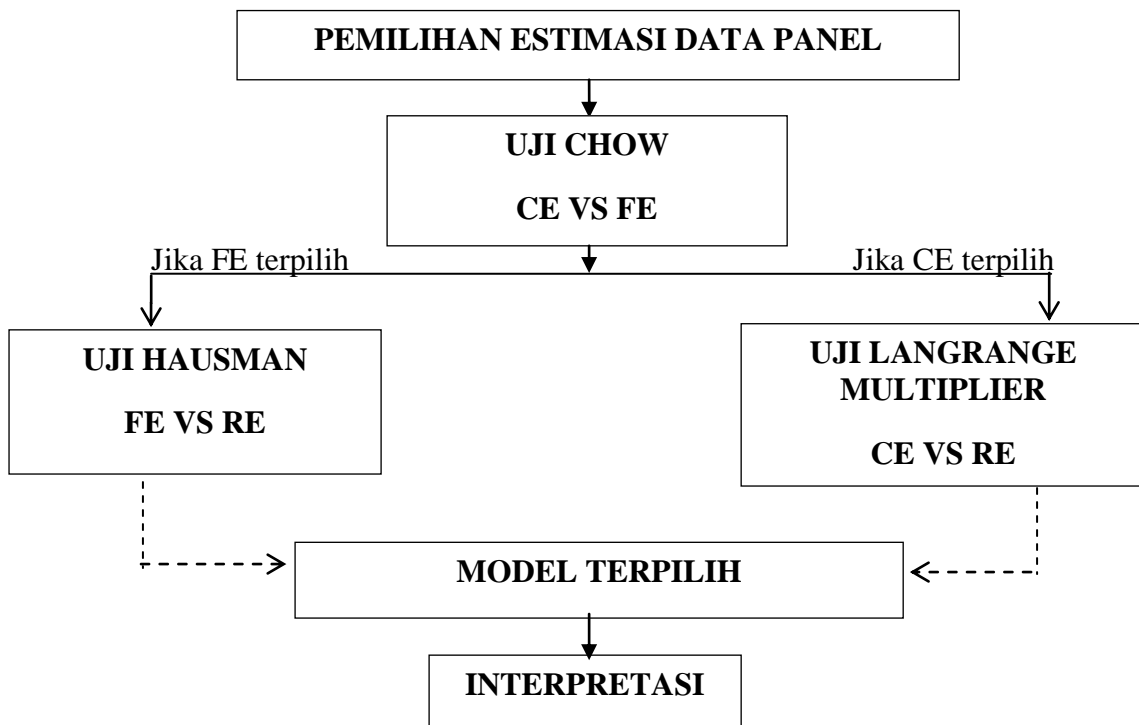 PEMILIHAN ESTIMASI DATA PANEL
UJI CHOW
CE VS FE
Jika FE terpilih
Jika CE terpilih
UJI HAUSMAN
FE VS RE
UJI LANGRANGE
MULTIPLIER
CE VS RE
MODEL TERPILIH
INTERPRETASI